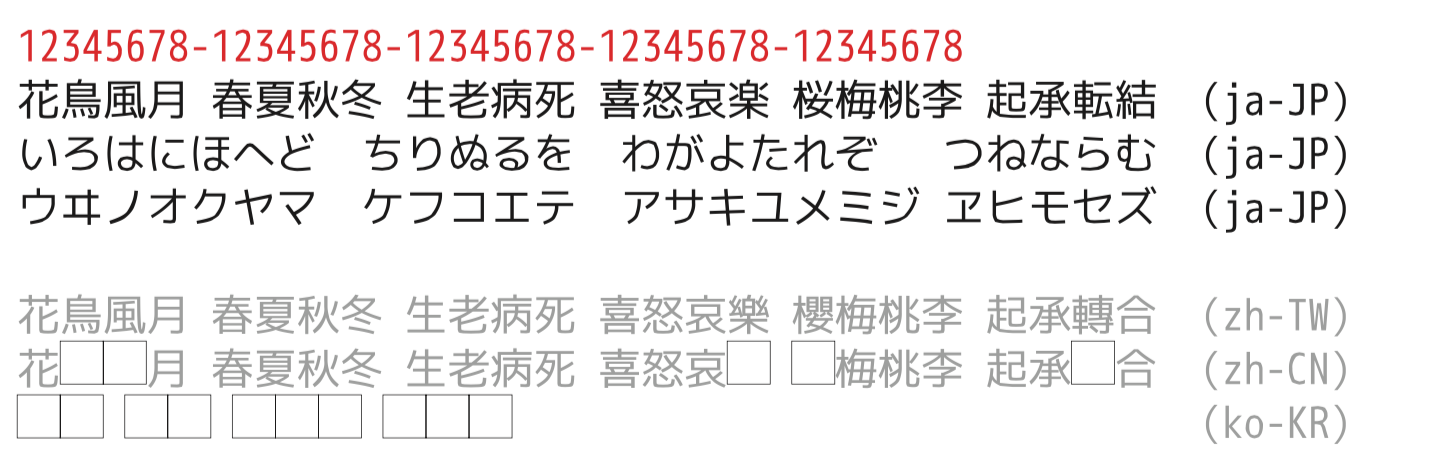 12345678-12345678-12345678-12345678-12345678
花鳥風月 春夏秋冬 生老病死 喜怒哀楽 桜梅桃李 起承転結 (ja-JP)
いろはにほへど ちりぬるを わがよたれぞ つねならむ (ja-JP)
ウヰノオクヤマ ケフコエテ アサキユメミジ ヱヒモセズ (ja-JP)
花鳥風月 春夏秋冬 生老病死 喜怒哀樂 櫻梅桃李 起承轉合 (zh-TW)
花□□月 春夏秋冬 生老病死 喜怒哀□ □梅桃李 起承□合 (zh-CN)
□□ □□ □□□ □□□ (ko-KR)